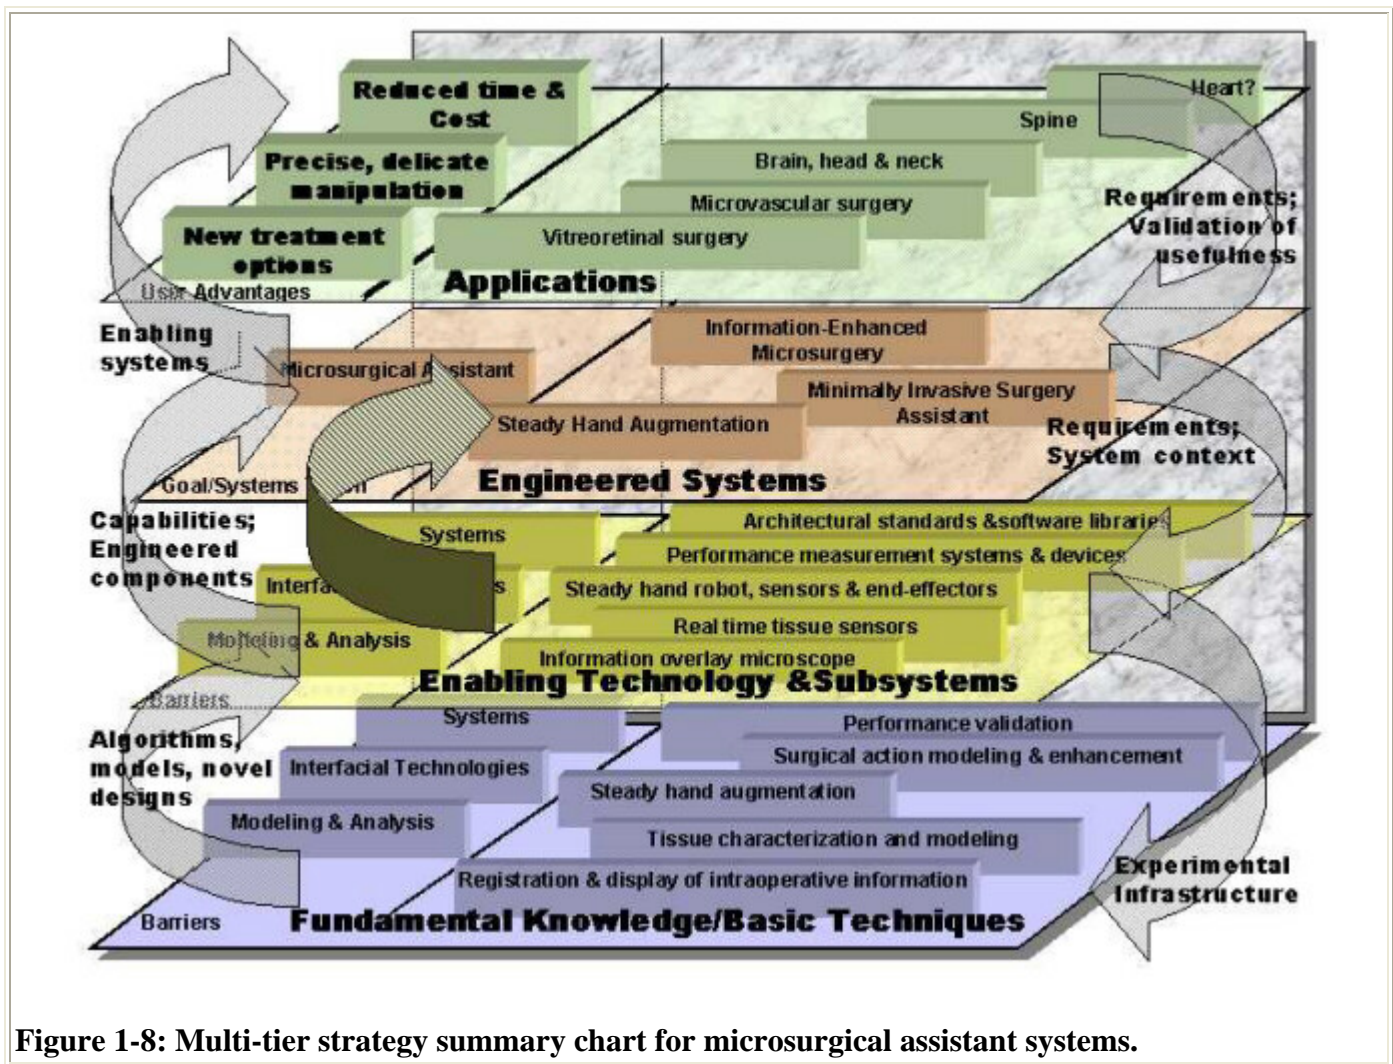 Reduced time &
Cost
Heart?
Spine
Precise, delicate
manipulation
Brain, head & neck
Microvascular surgery
Requirements;
Validation of
usefulness
New treatment
options
Vitreoretinal surgery
Applications
User Advantages
Enabling
systems
Information-Enhanced
Microsurgery
Microsurgical Assistant
Minimally Invasive Surgery
Assistant
Steady Hand Augmentation
Requirements;
System context
Goal/Systems
Engineered Systems
Capabilities;
Engineered
components
Systems
Architectural standards &software libraries
Performance measurement systems & devices
Steady hand robot, sensors & end-effectors
Real time tissue sensors
Modeling & Analysis
Information overlay microscope
Enabling Technology &Subsystems
Barriers
Algorithms,
models, novel
designs
Systems
Performance validation
Surgical action modeling & enhancement
Interfacial Technologies
Steady hand augmentation
Modeling & Analysis
Tissue characterization and modeling
Registration & display of intraoperative information
Experimental
Infrastructure
Barriers
Fundamental Knowledge/Basic Techniques
Figure 1-8: Multi-tier strategy summary chart for microsurgical assistant systems.